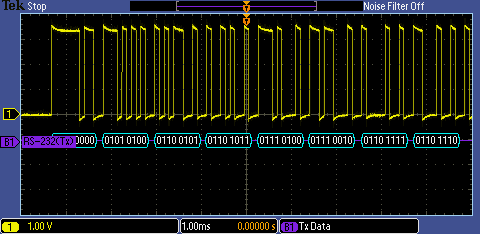 Tek Stop Noise Filter Off
1
B1 RS-232(Tx) 0000 0101 0100 0110 0101 0110 1011 0111 0100 0111 0010 0110 1111 0110 1110
1 1.00 V 1.00ms 0.00000 s B1 Tx Data